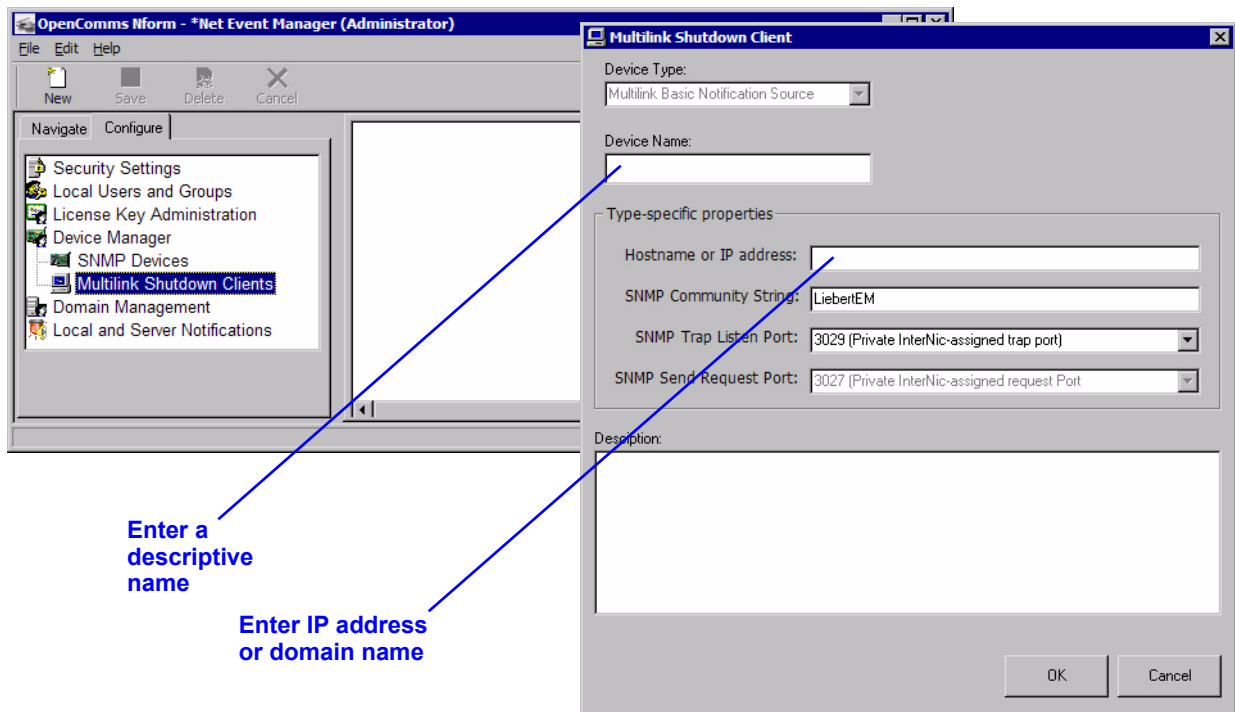 OpenComms Nform - *Net Event Manager (Administrator)
File Edit Help
New Save Delete Cancel
Navigate Configure
Security Settings
Local Users and Groups
License Key Administration
Device Manager
SNMP Devices
Multilink Shutdown Clients
Domain Management
Local and Server Notifications
Multilink Shutdown Client
Device Type:
Multilink Basic Notification Source
Device Name:
Type-specific properties
Hostname or IP address:
SNMP Community String: LiebertEM
SNMP Trap Listen Port: 3029 (Private InterNic-assigned trap port)
SNMP Send Request Port: 3027 (Private InterNic-assigned request Port
Desciption:
OK Cancel
Enter a
descriptive
name
Enter IP address
or domain name